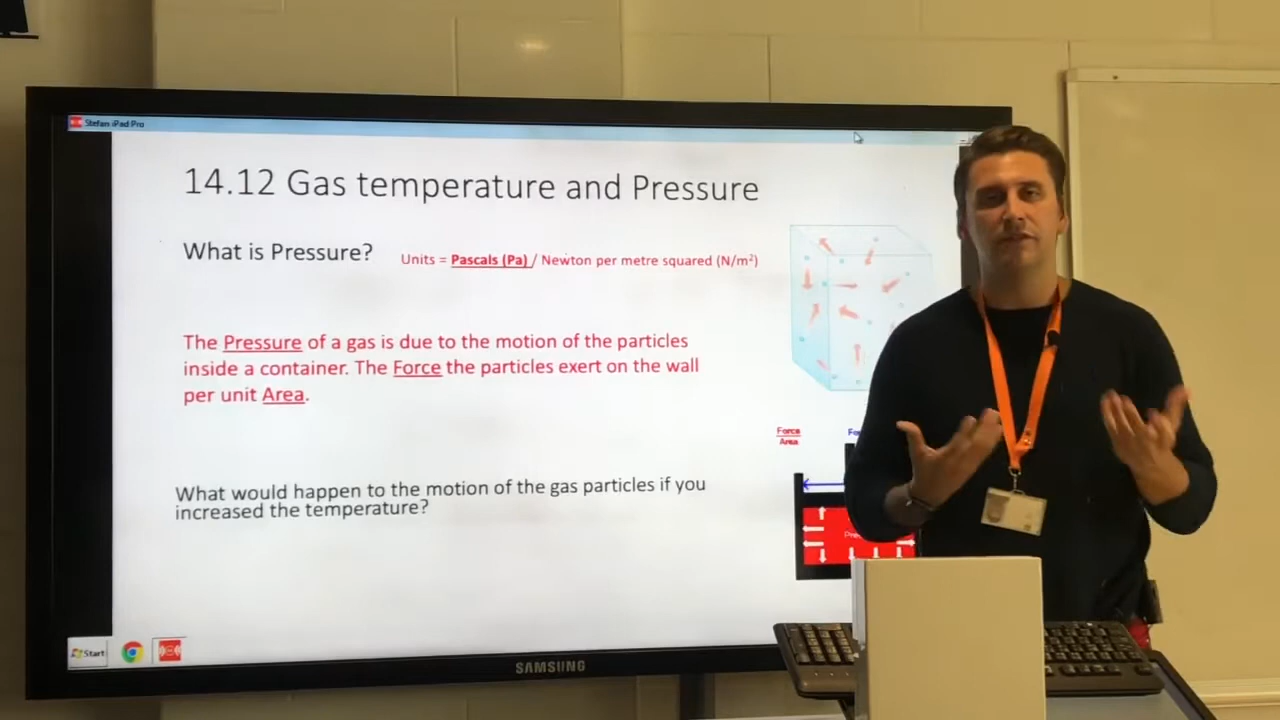 Stefan iPad Pro
14.12 Gas temperature and Pressure
What is Pressure?
Units = Pascals (Pa) / Newton per metre squared (N/m²)
The Pressure of a gas is due to the motion of the particles
inside a container. The Force the particles exert on the wall
per unit Area.
Force
Area
What would happen to the motion of the gas particles if you
increased the temperature?
Start
SAMSUNG